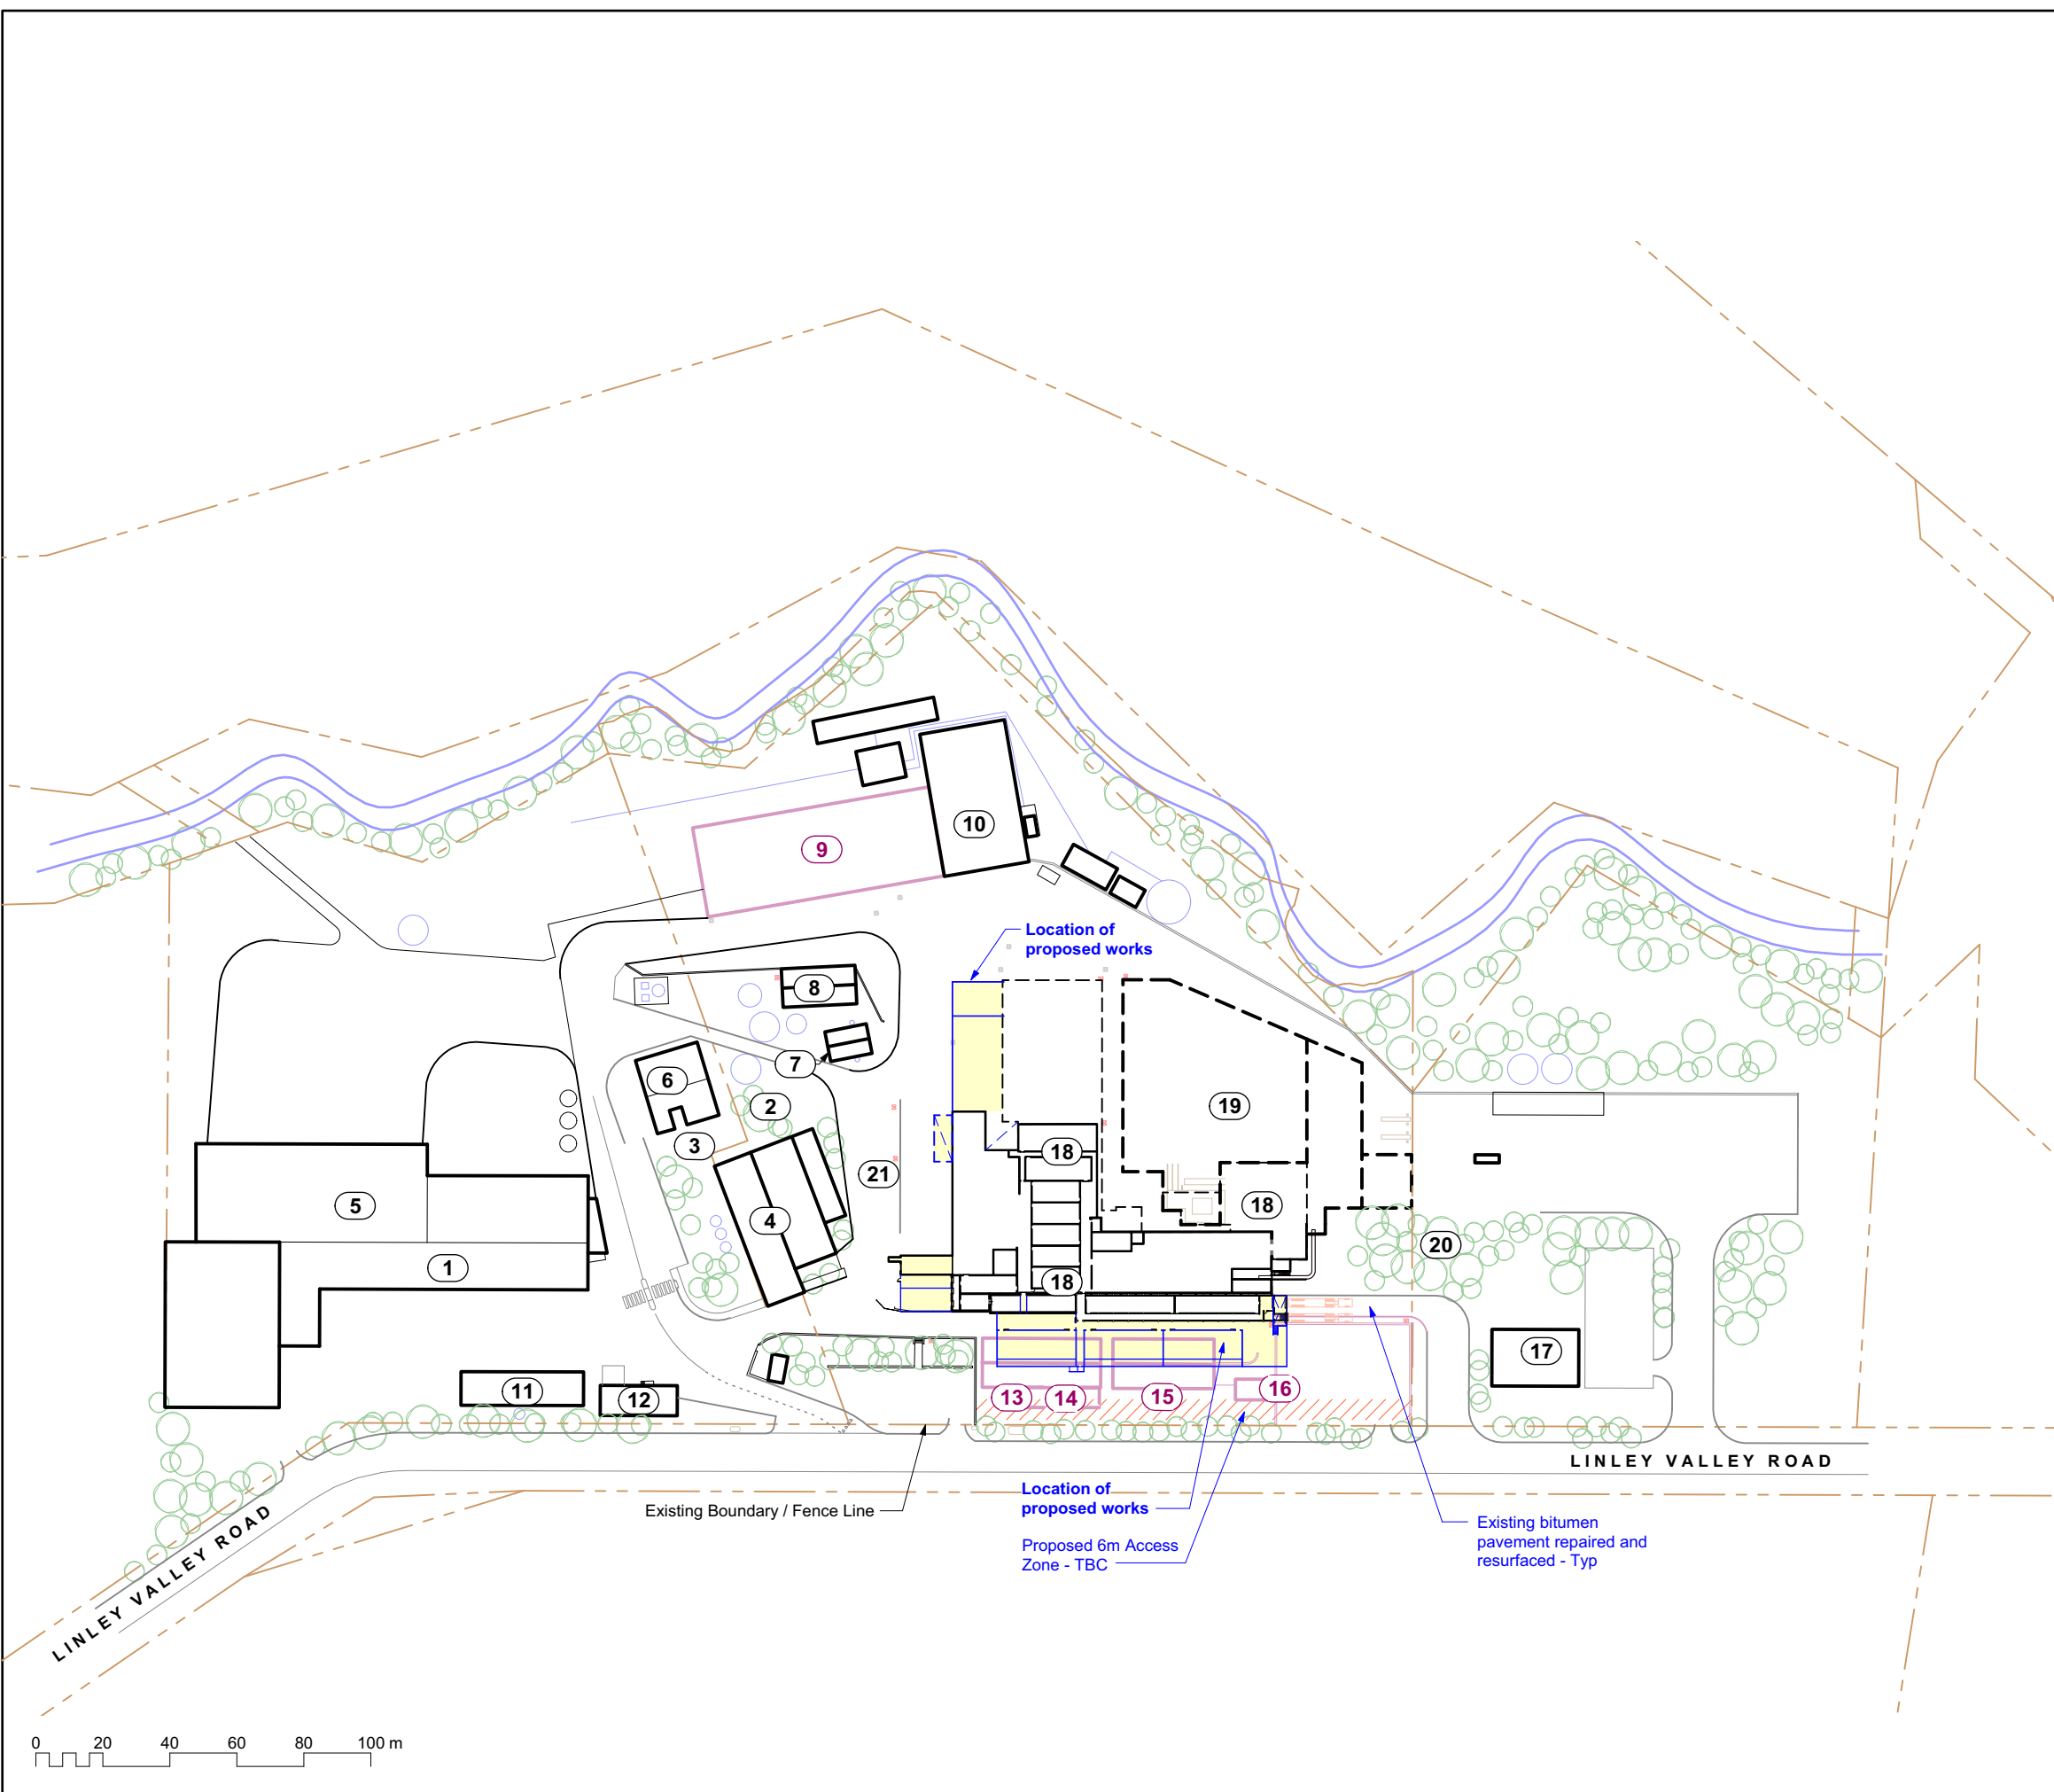 9
10
Location of
proposed works
8
7
6
2
19
3
18
21
5
18
4
20
1
18
17
11
12
13
14
15
16
LINLEY VALLEY ROAD
Existing Boundary / Fence Line
Location of
proposed works
Proposed 6m Access
Zone - TBC
Existing bitumen
pavement repaired and
resurfaced - Typ
LINLEY VALLEY ROAD
0 20 40 60 80 100 m